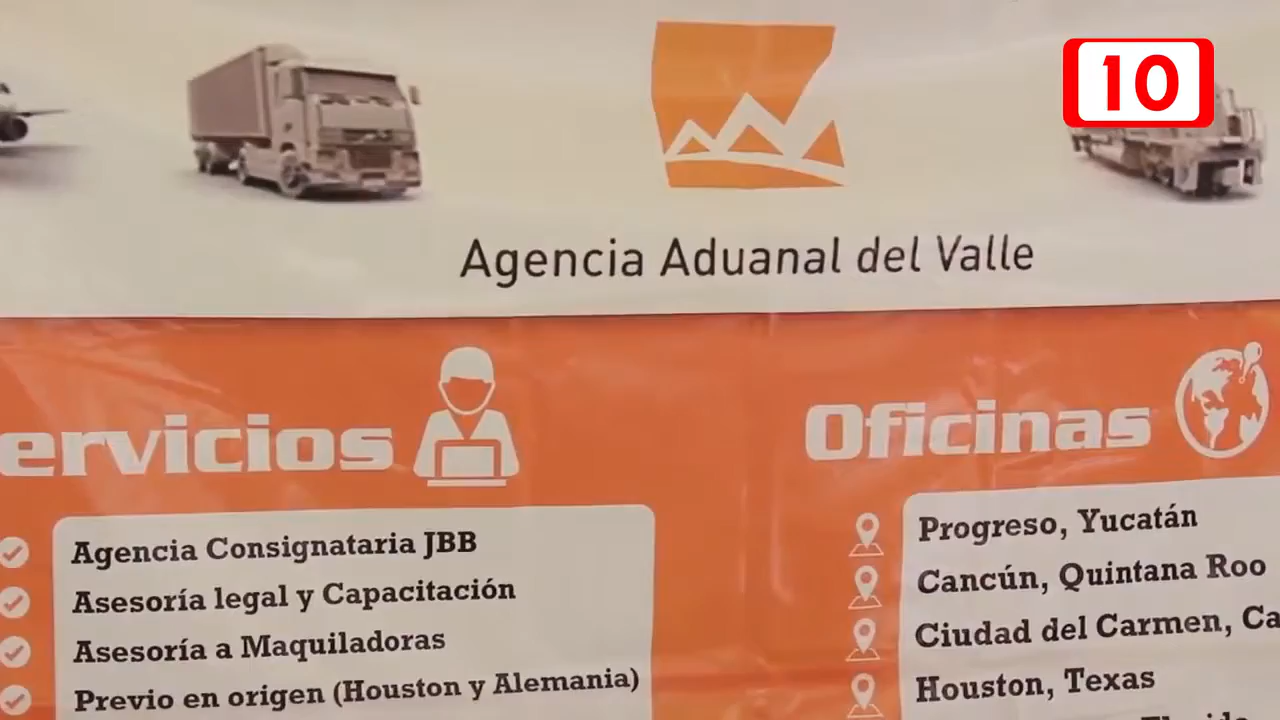 10
Agencia Aduanal del Valle
ervicios
Agencia Consignataria JBB
Asesoría legal y Capacitación
Asesoría a Maquiladoras
Previo en origen (Houston y Alemania)
Oficinas
Progreso, Yucatán
Cancún, Quintana Roo
Ciudad del Carmen, Ca
Houston, Texas